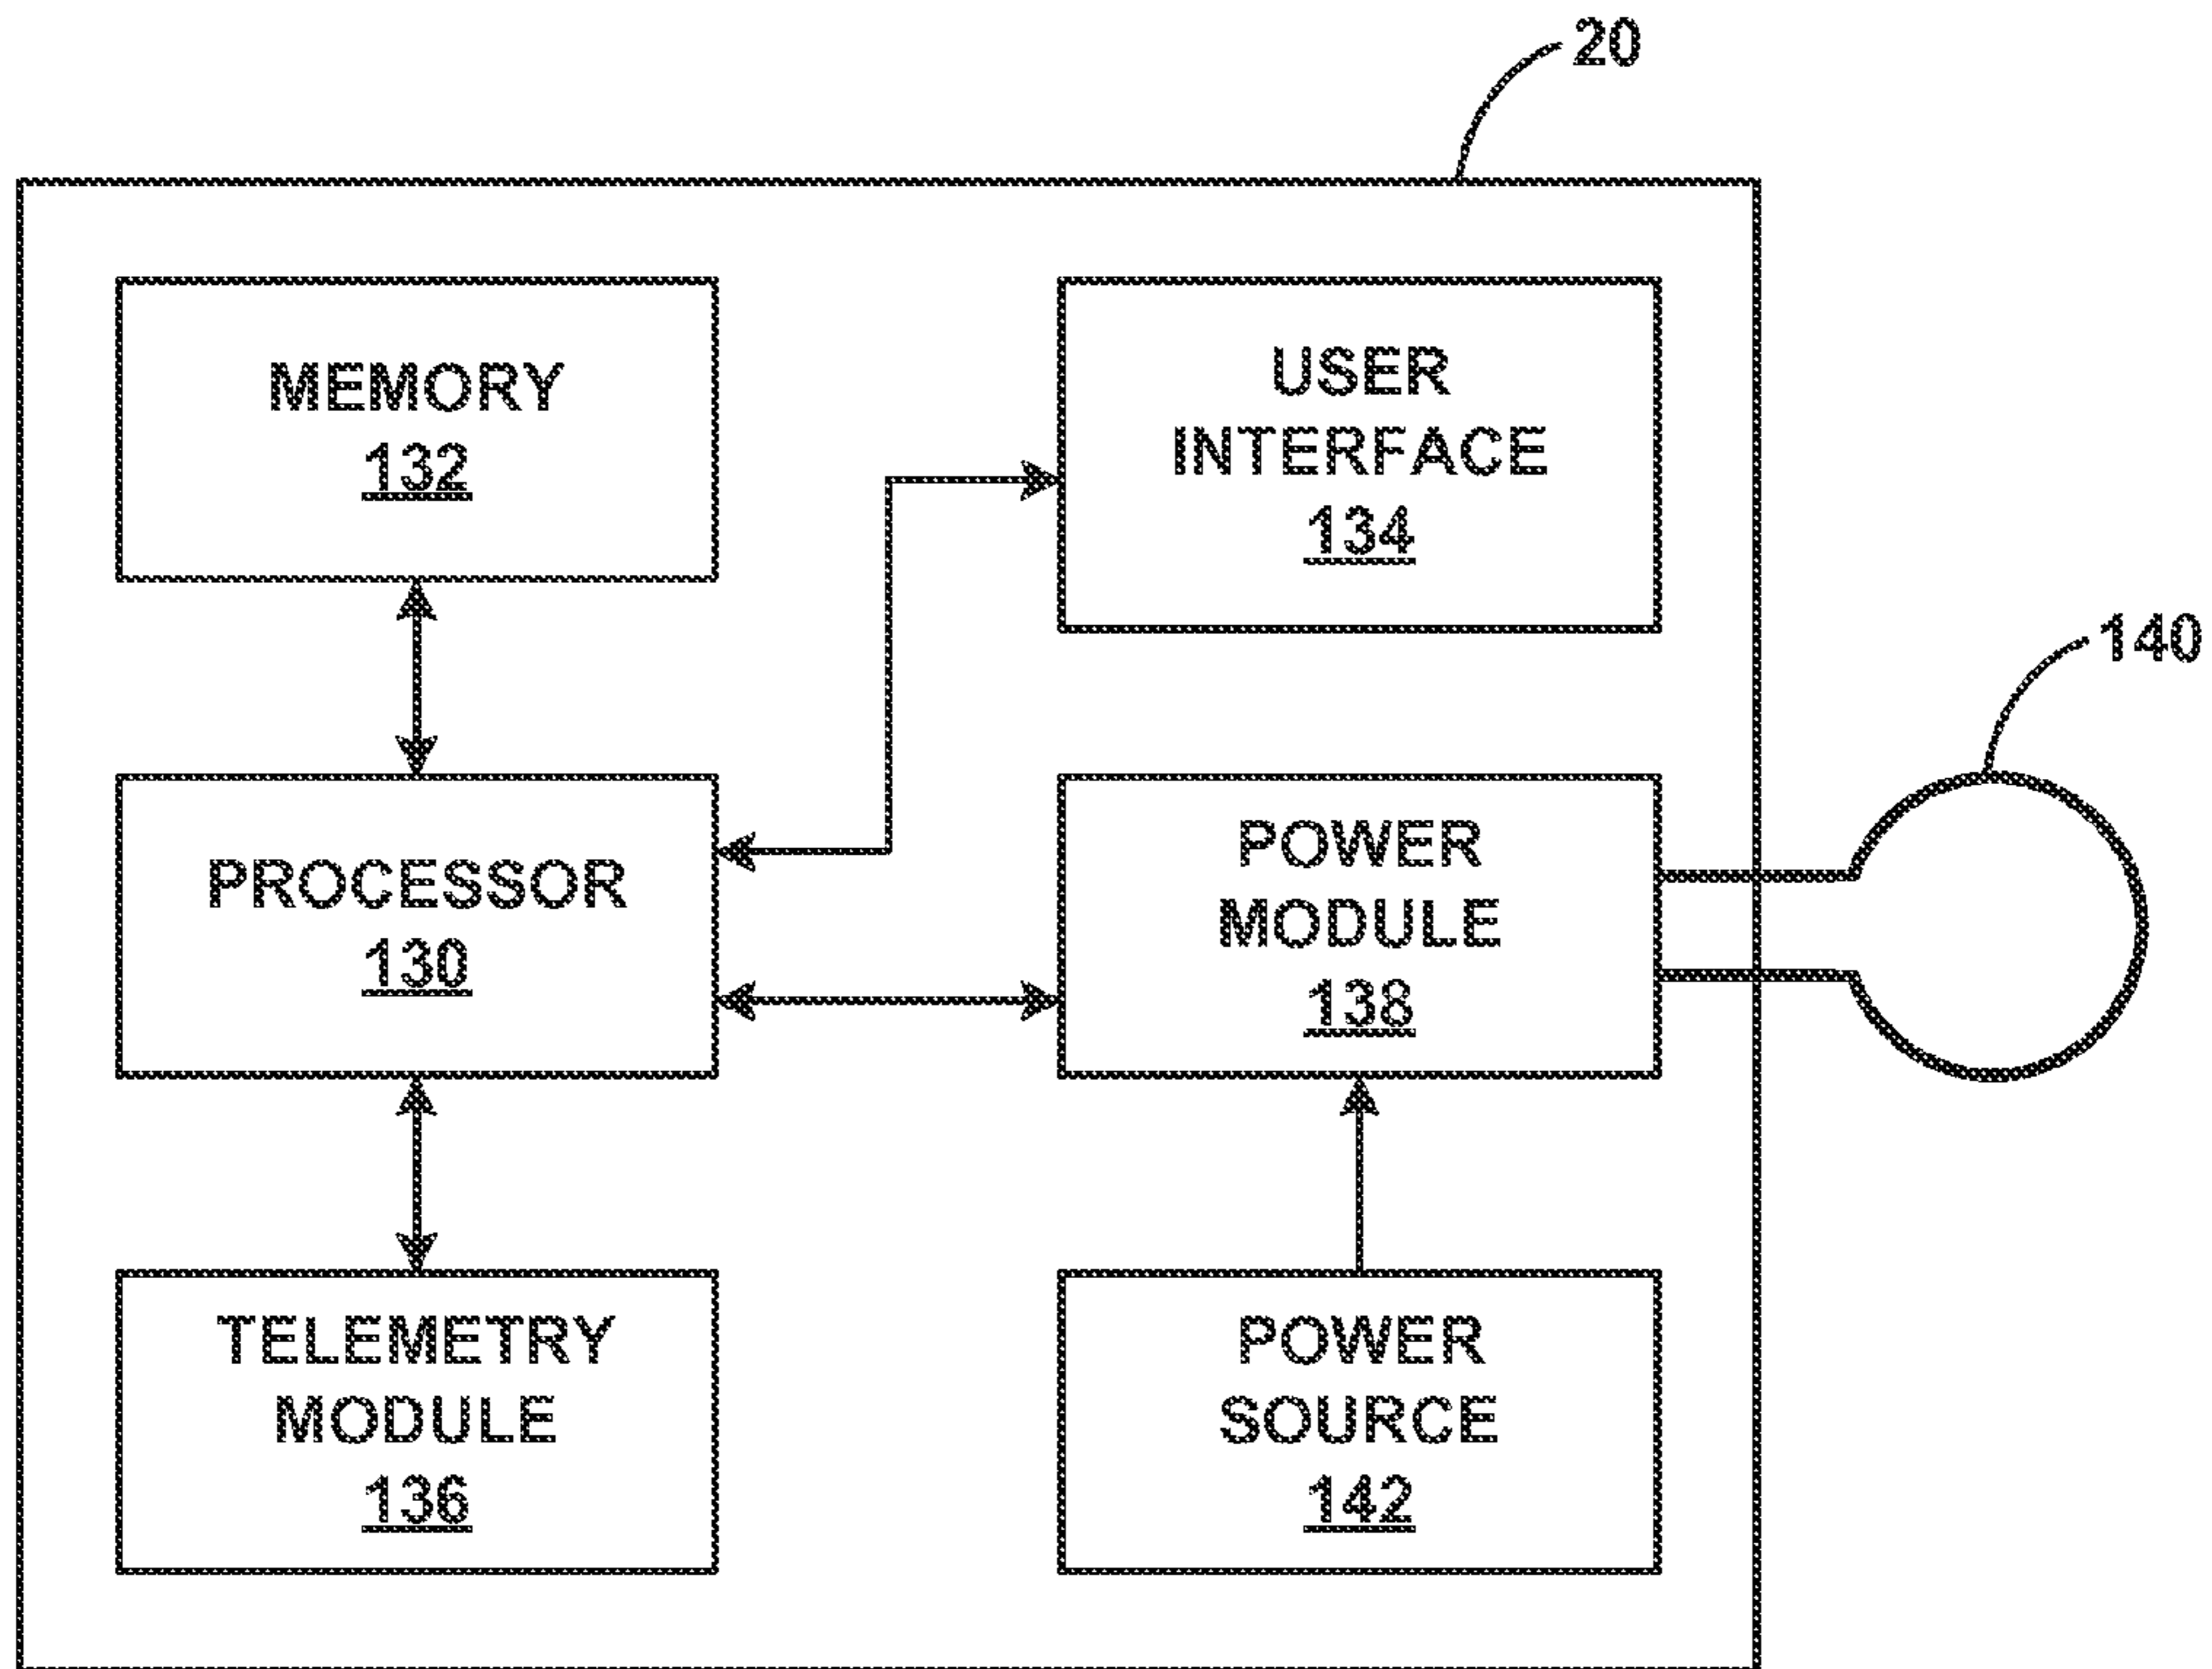 20
MEMORY
132
USER
INTERFACE
134
140
PROCESSOR
130
POWER
MODULE
138
TELEMETRY
MODULE
136
POWER
SOURCE
142